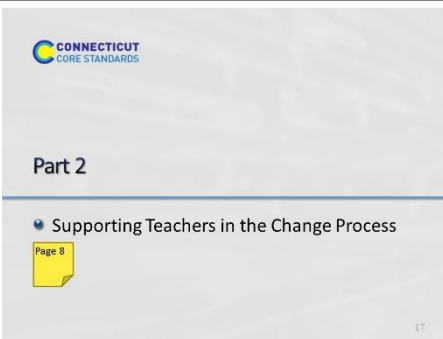 CONNECTICUT
CORE STANDARDS
Part 2
Supporting Teachers in the Change Process
Page 8
17